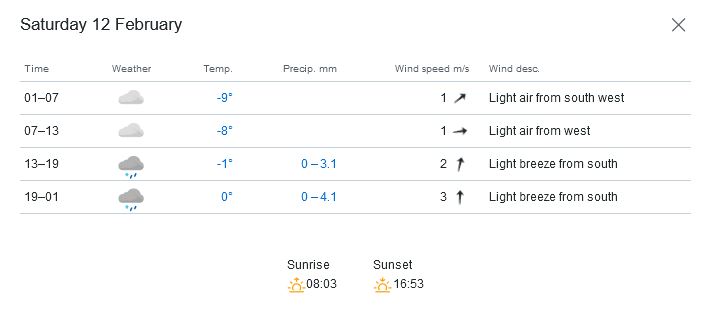 Saturday 12 February
Time Weather Temp. Precip. mm Wind speed m/s Wind desc.
01–07 -9° 1 Light air from south west
07–13 -8° 1 Light air from west
13–19 -1° 0 – 3.1 2 Light breeze from south
19–01 0° 0 – 4.1 3 Light breeze from south
Sunrise Sunset
08:03 16:53